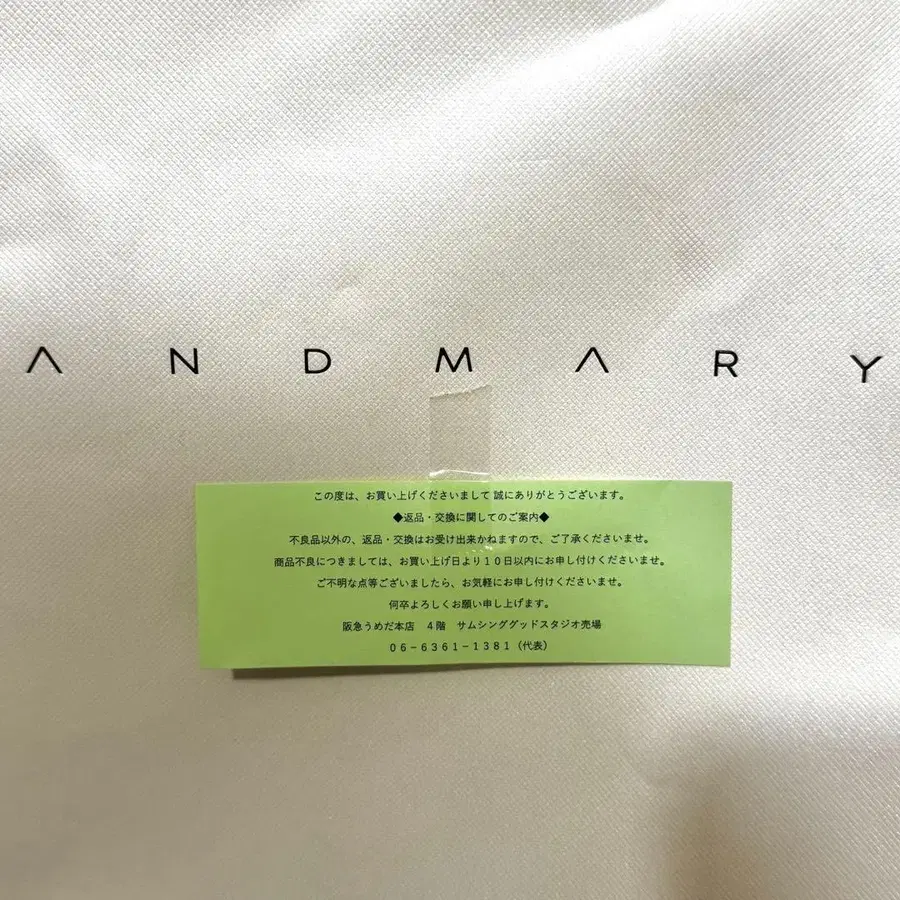 ANDMARY
この度は、お買い上げくださいまして 誠にありがとうございます。
◆返品・交換に関してのご案内◆
不良品以外の、返品・交換はお受け出来かねますので、ご了承くださいませ。
商品不良につきましては、お買い上げ日より１０日以内にお申し付けくださいませ。
ご不明な点等ございましたら、お気軽にお申し付けくださいませ。
何卒よろしくお願い申し上げます。
阪急うめだ本店　４階　サムシンググッドスタジオ売場
０６－６３６１－１３８１（代表）